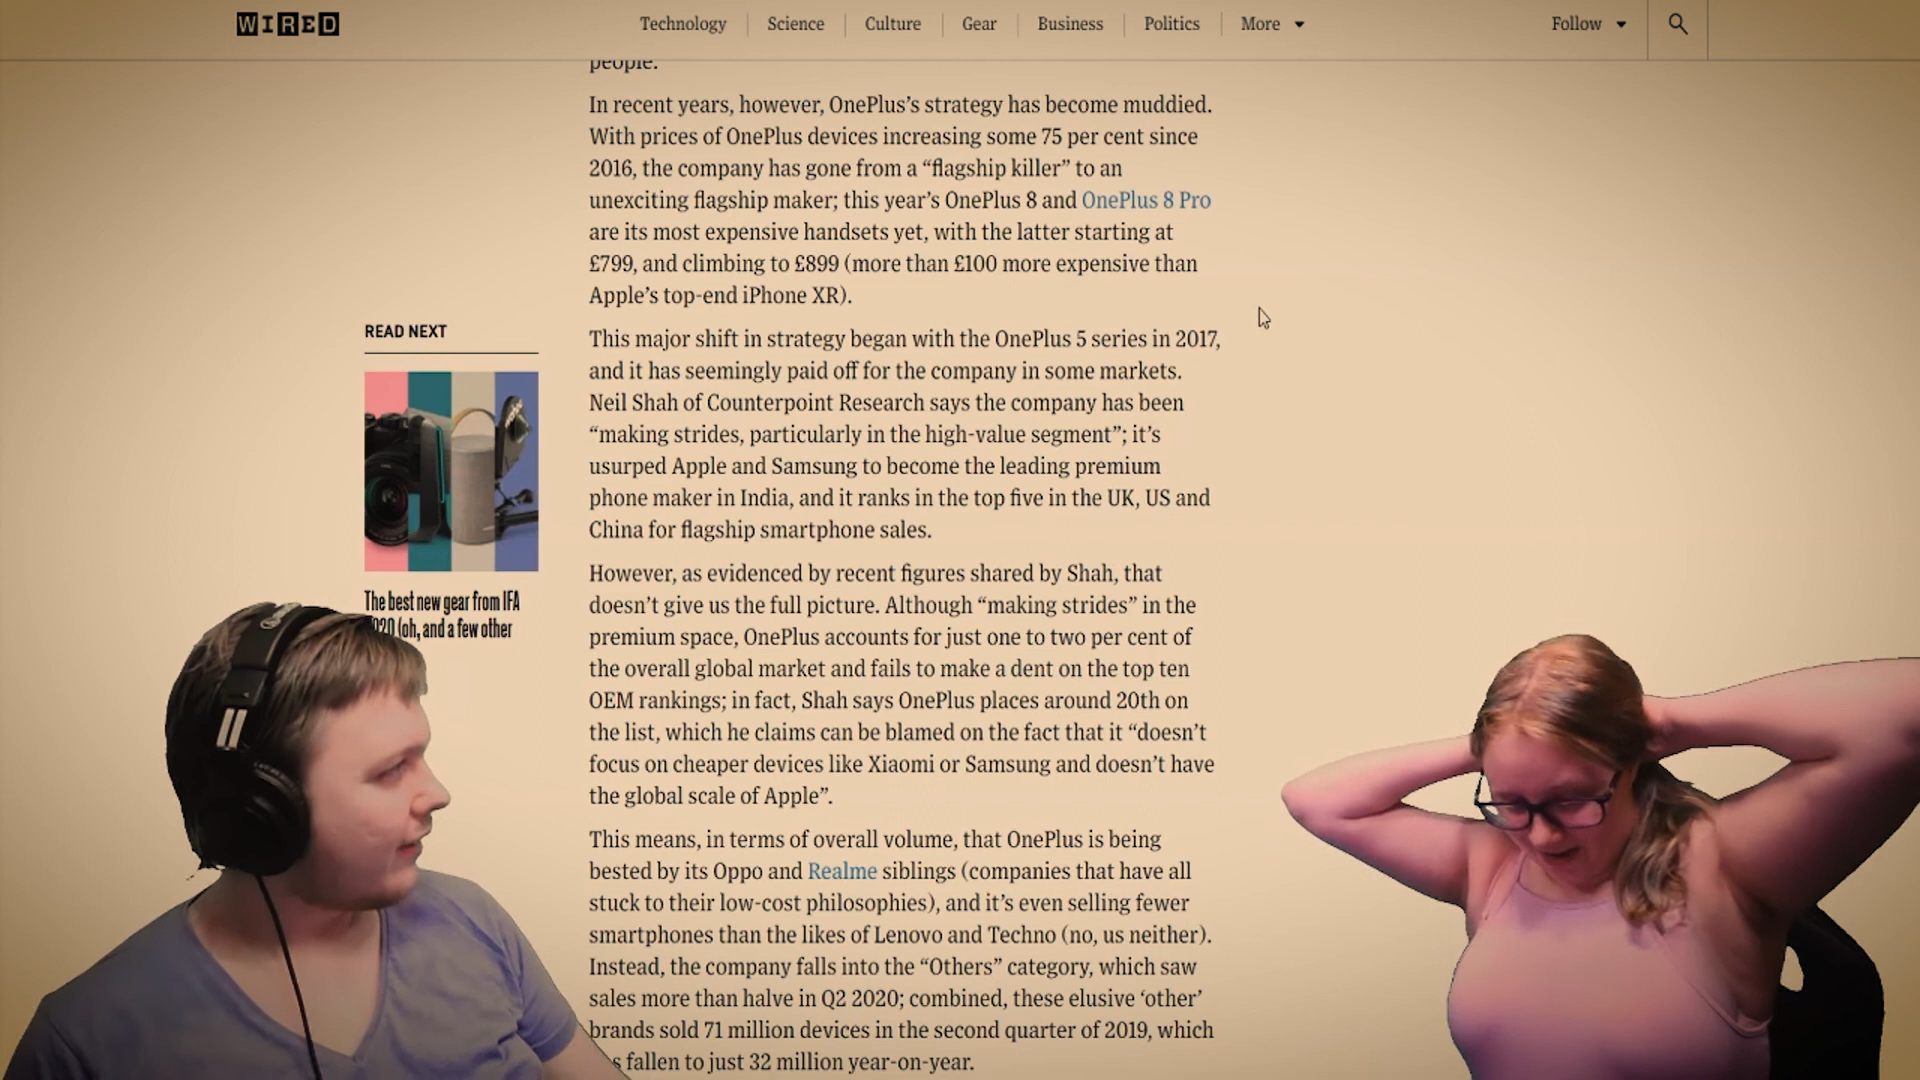 WIRED
Technology
Science
Culture
Gear
Business
Politics
More
Follow
people.
In recent years, however, OnePlus’s strategy has become muddied.
With prices of OnePlus devices increasing some 75 per cent since
2016, the company has gone from a “flagship killer” to an
unexciting flagship maker; this year’s OnePlus 8 and OnePlus 8 Pro
are its most expensive handsets yet, with the latter starting at
£799, and climbing to £899 (more than £100 more expensive than
Apple’s top-end iPhone XR).
READ NEXT
The best new gear from IFA
(oh, and a few other
This major shift in strategy began with the OnePlus 5 series in 2017,
and it has seemingly paid off for the company in some markets.
Neil Shah of Counterpoint Research says the company has been
“making strides, particularly in the high-value segment”; it’s
usurped Apple and Samsung to become the leading premium
phone maker in India, and it ranks in the top five in the UK, US and
China for flagship smartphone sales.
However, as evidenced by recent figures shared by Shah, that
doesn’t give us the full picture. Although “making strides” in the
premium space, OnePlus accounts for just one to two per cent of
the overall global market and fails to make a dent on the top ten
OEM rankings; in fact, Shah says OnePlus places around 20th on
the list, which he claims can be blamed on the fact that it “doesn’t
focus on cheaper devices like Xiaomi or Samsung and doesn’t have
the global scale of Apple”.
This means, in terms of overall volume, that OnePlus is being
bested by its Oppo and Realme siblings (companies that have all
stuck to their low-cost philosophies), and it’s even selling fewer
smartphones than the likes of Lenovo and Techno (no, us neither).
Instead, the company falls into the “Others” category, which saw
sales more than halve in Q2 2020; combined, these elusive ‘other’
brands sold 71 million devices in the second quarter of 2019, which
fallen to just 32 million year-on-year.